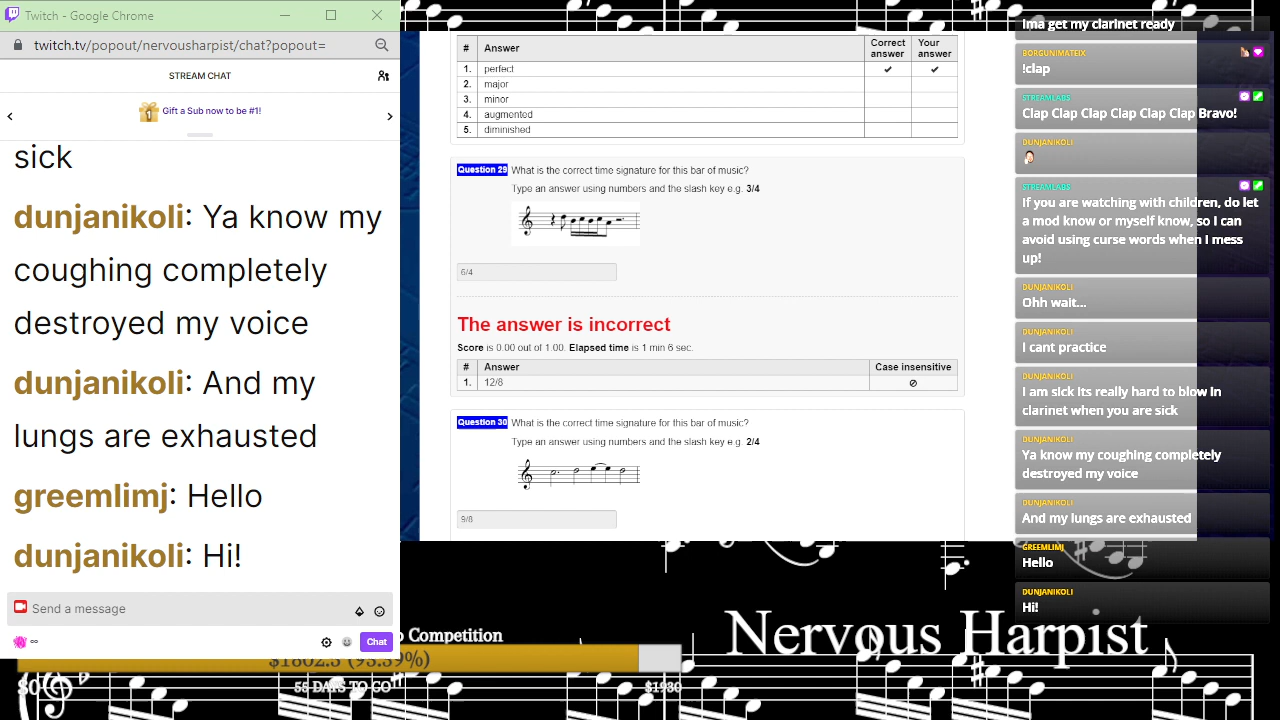 Twitch - Google Chrome
twitch.tv/popout/nervousharpist/chat?popout=
STREAM CHAT
1
Gift a Sub now to be #1!
sick
dunjanikoli: Ya know my
coughing completely
destroyed my voice
dunjanikoli: And my
lungs are exhausted
greemlimj: Hello
dunjanikoli: Hi!
Send a message
∞
Chat
# Answer Correct answer Your answer
1. perfect ✔ ✔
2. major
3. minor
4. augmented
5. diminished
Question 29 What is the correct time signature for this bar of music?
Type an answer using numbers and the slash key e.g. 3/4
6/4
The answer is incorrect
Score is 0.00 out of 1.00. Elapsed time is 1 min 6 sec.
# Answer Case insensitive
1. 12/8
Question 30 What is the correct time signature for this bar of music?
Type an answer using numbers and the slash key e.g. 2/4
9/8
Ima get my clarinet ready
BORGUNIMATEIX
!clap
STREAMLABS
Clap Clap Clap Clap Clap Clap Bravo!
DUNJANIKOLI
STREAMLABS
If you are watching with children, do let
a mod know or myself know, so I can
avoid using curse words when I mess
up!
DUNJANIKOLI
Ohh wait...
DUNJANIKOLI
I cant practice
DUNJANIKOLI
I am sick its really hard to blow in
clarinet when you are sick
DUNJANIKOLI
Ya know my coughing completely
destroyed my voice
DUNJANIKOLI
And my lungs are exhausted
GREEMLIMJ
Hello
DUNJANIKOLI
Hi!
Competition
$1802.5 (93.39%)
$0
55 DAYS TO GO
$1930
Nervous Harpist